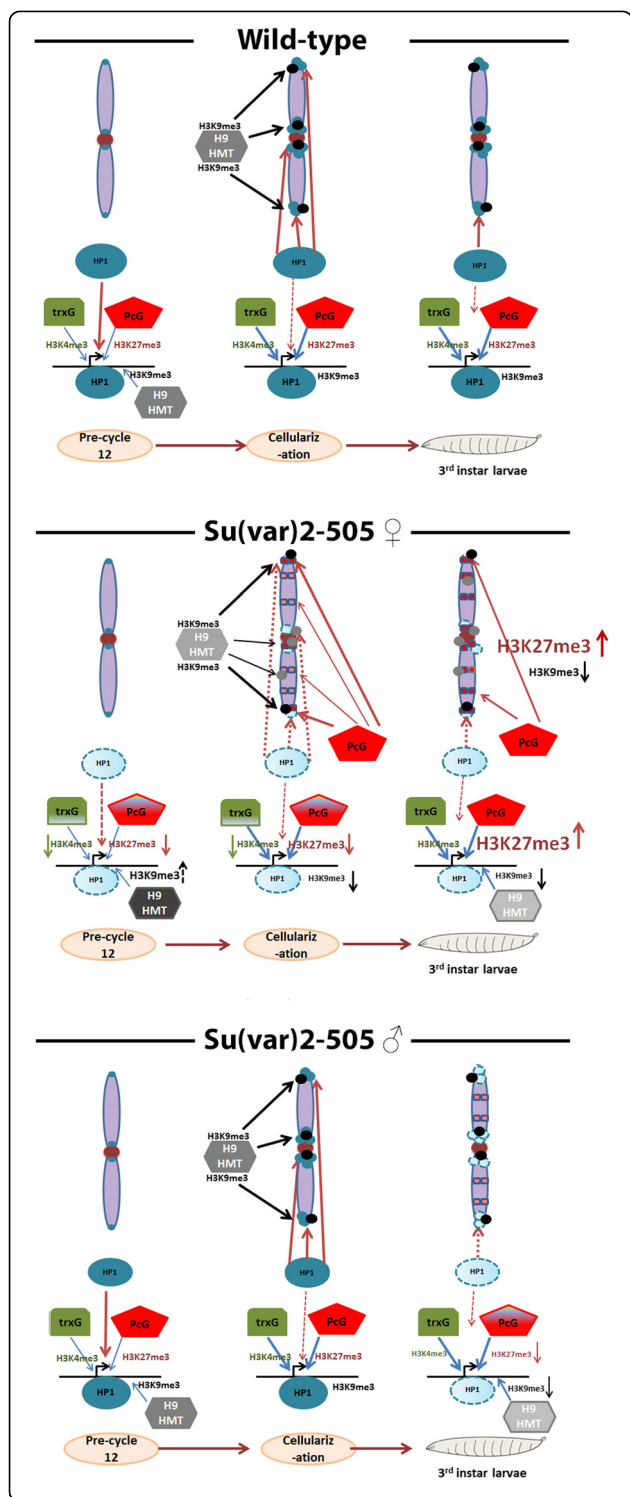 Wild-type
H3K9me3
H9
HMT
H3K9me3
HP1
HP1
HP1
trxG
PcG
trxG
PcG
trxG
PcG
H3K4me3
H3K27me3
H3K4me3
H3K27me3
H3K4me3
H3K27me3
HP1
H3K9me3
HP1
H3K9me3
HP1
H3K9me3
H9
HMT
Pre-cycle
12
Cellulariz
-ation
3rd instar larvae
Su(var)2-505 ♀
H3K9me3
H9
HMT
H3K9me3
H3K27me3
H3K9me3
PcG
PcG
HP1
HP1
HP1
trxG
PcG
trxG
PcG
trxG
PcG
H3K4me3
H3K27me3
H3K4me3
H3K27me3
H3K4me3
H3K27me3
HP1
H3K9me3
HP1
H3K9me3
HP1
H3K9me3
H9
HMT
H9
HMT
Pre-cycle
12
Cellulariz
-ation
3rd instar larvae
Su(var)2-505 ♂
H3K9me3
H9
HMT
H3K9me3
HP1
HP1
HP1
trxG
PcG
trxG
PcG
trxG
PcG
H3K4me3
H3K27me3
H3K4me3
H3K27me3
H3K4me3
H3K27me3
HP1
H3K9me3
HP1
H3K9me3
HP1
H3K9me3
H9
HMT
H9
HMT
Pre-cycle
12
Cellulariz
-ation
3rd instar larvae